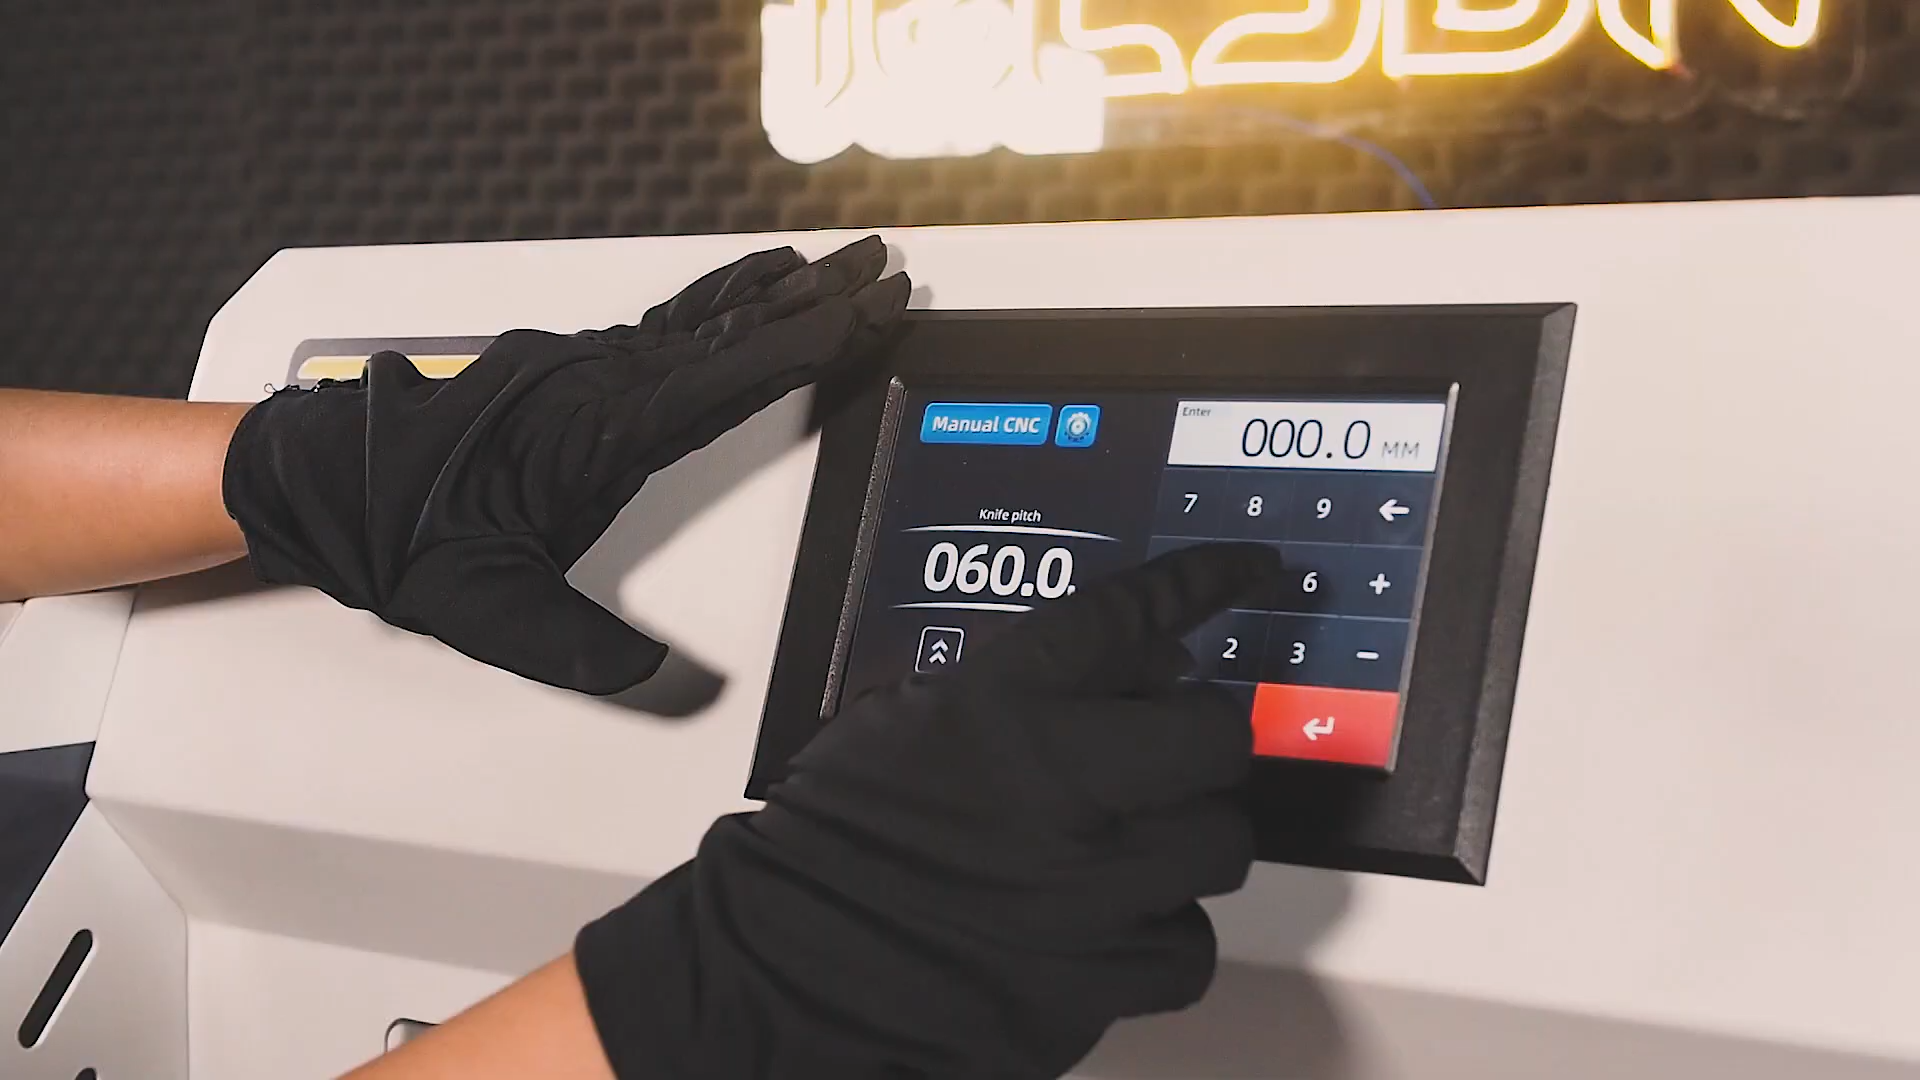 Manual CNC
Enter
000.0 MM
Knife pitch
060.0
7 8 9 ←
6 +
2 3 -